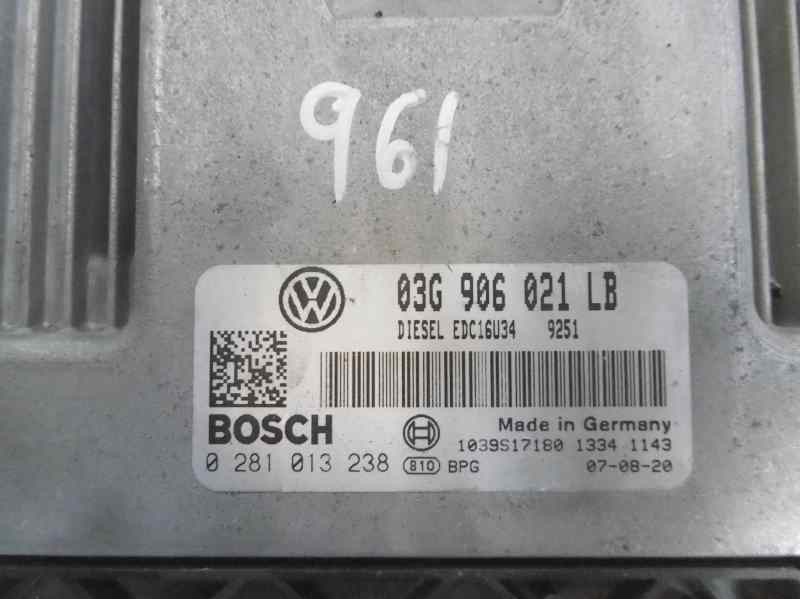 961
VW
03G 906 021 LB
DIESEL EDC16U34 9251
BOSCH
Made in Germany
1039S17180 1334 1143
0 281 013 238 810 BPG 07-08-20